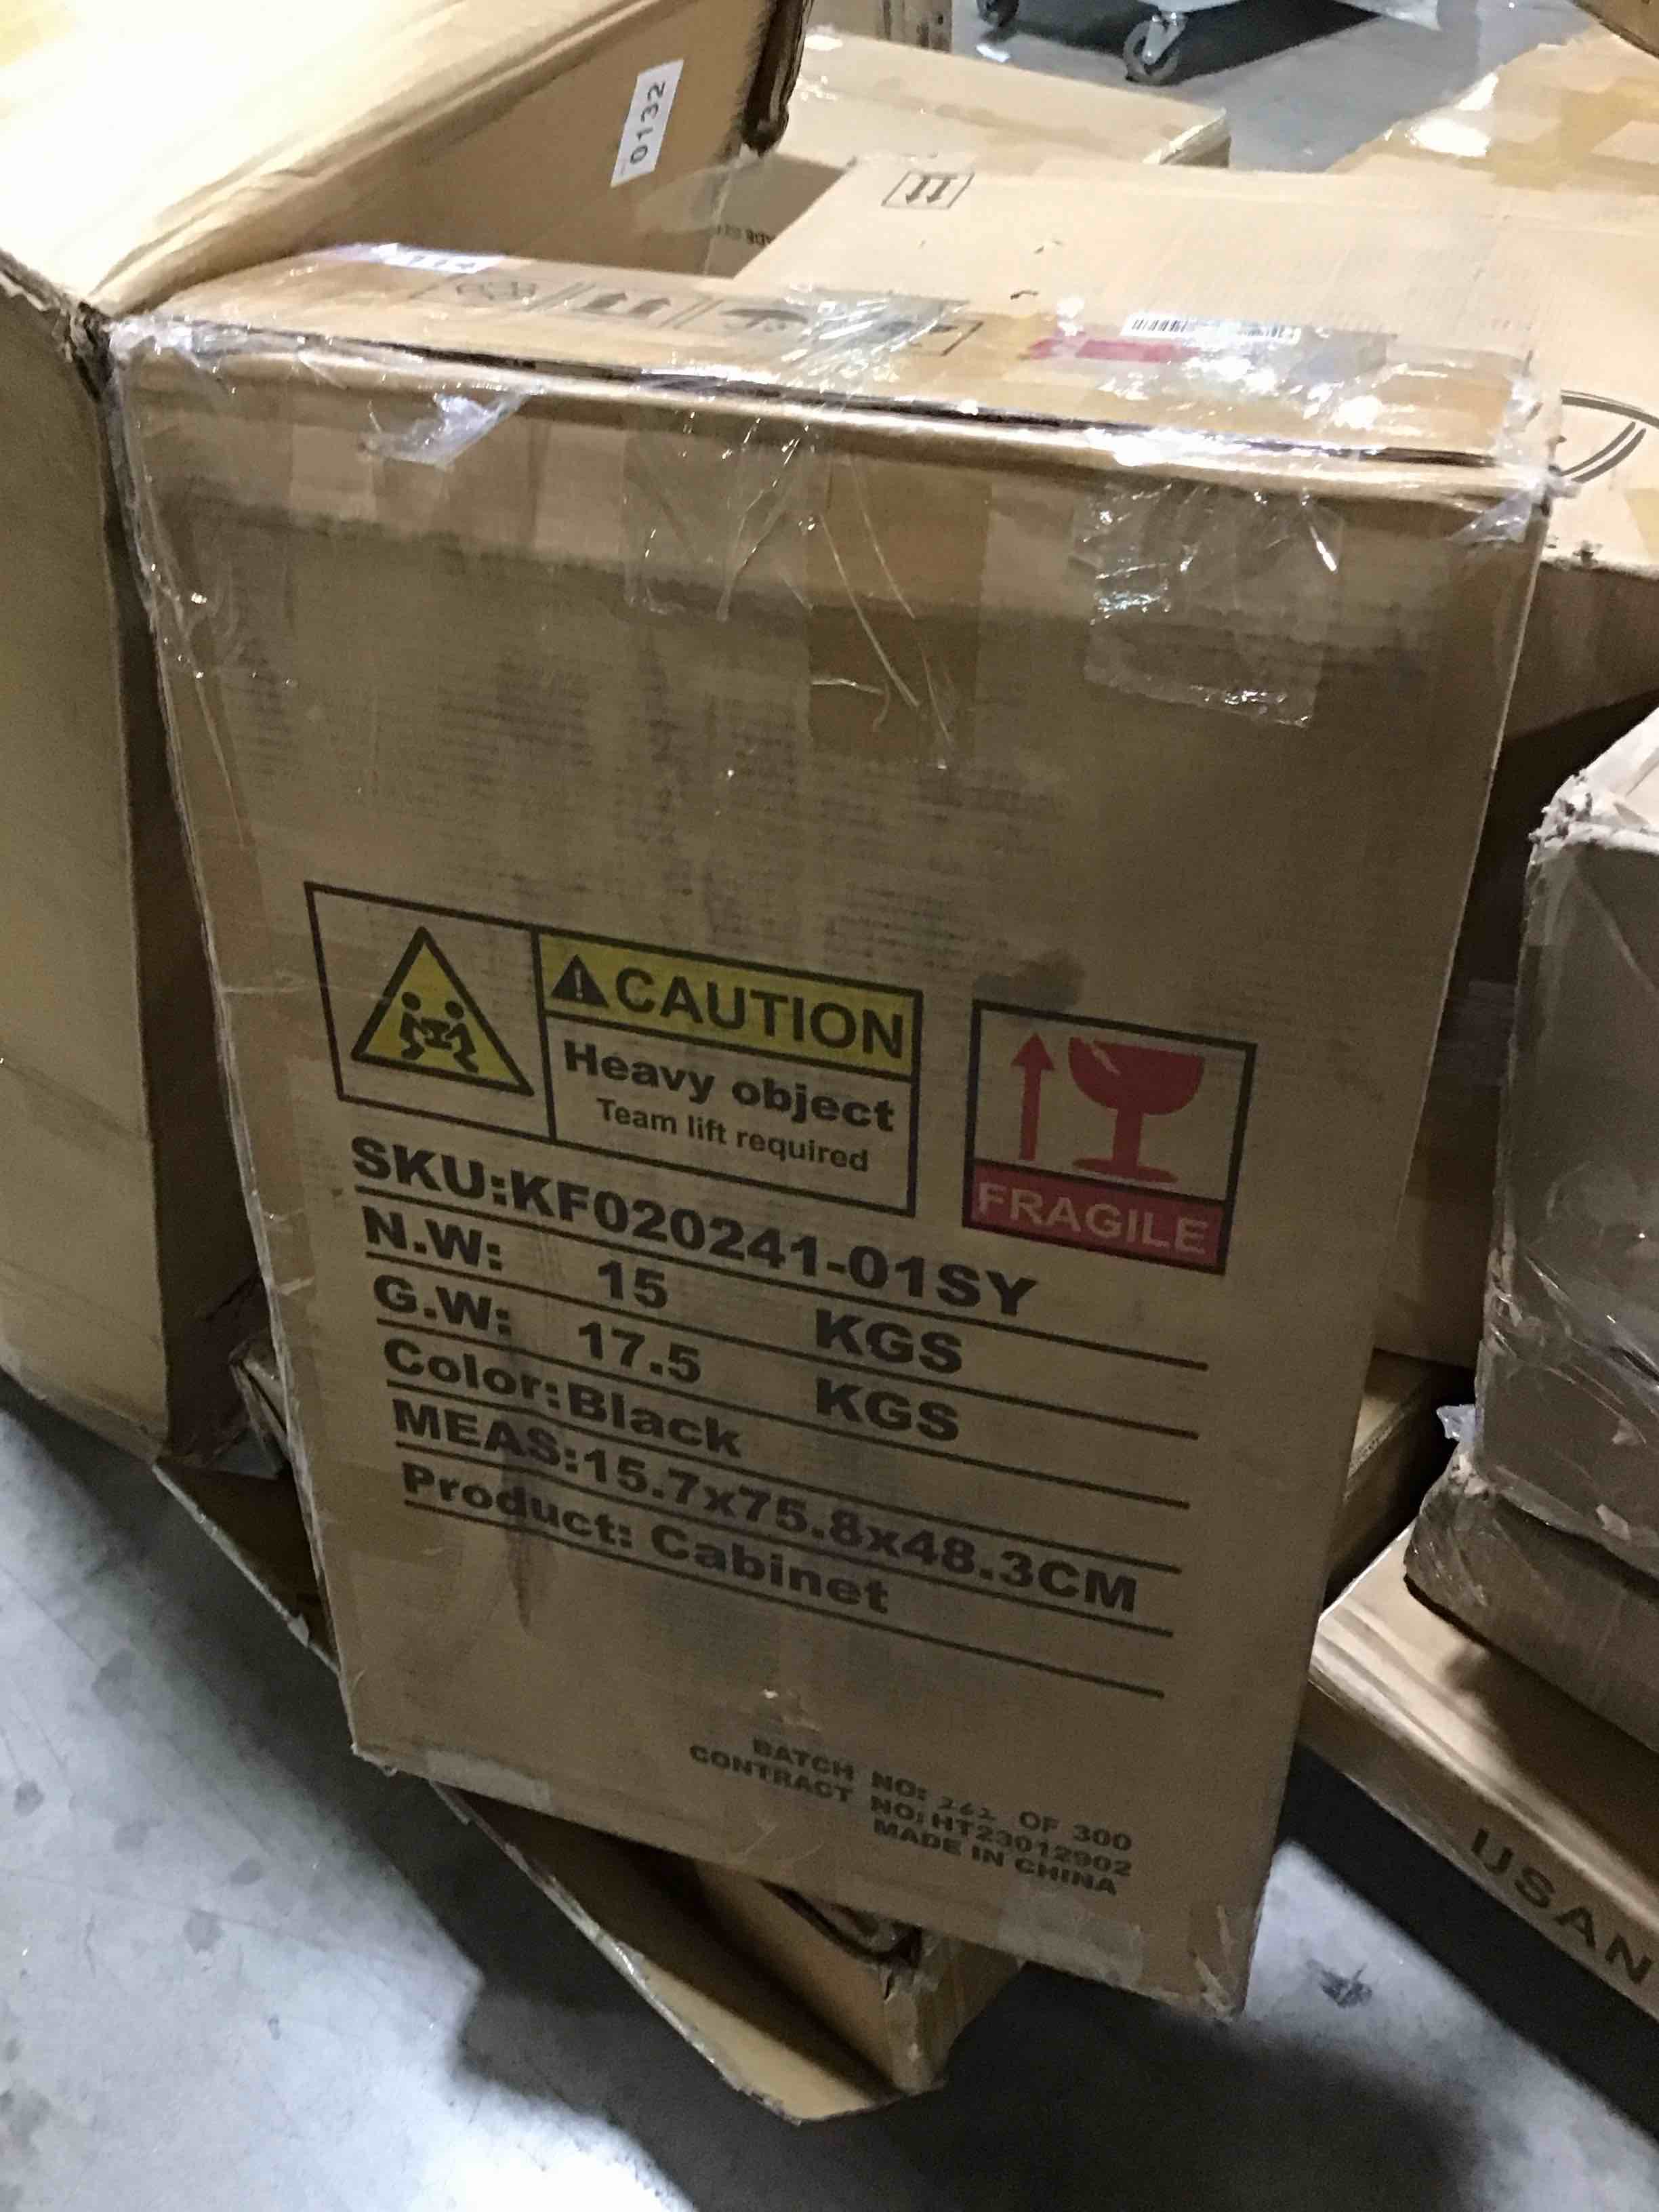 0132
CAUTION
Heavy object
Team lift required
FRAGILE
SKU:KF020241-01SY
N.W: 15 KGS
G.W: 17.5 KGS
Color:Black
MEAS:15.7x75.8x48.3CM
Product: Cabinet
BATCH NO: 262 OF 300
CONTRACT NO:HT23012902
MADE IN CHINA
USAN